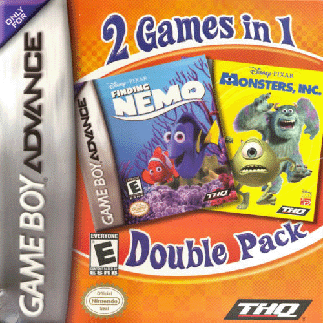 ONLY
FOR
GAME BOY ADVANCE
2 Games in 1
GAME BOY ADVANCE
Disney·PIXAR
FINDING
NEMO
E
THQ
Disney·PIXAR
MONSTERS, INC.
THQ
Double Pack
EVERYONE
E
ESRB
Official
Nintendo
Seal
THQ